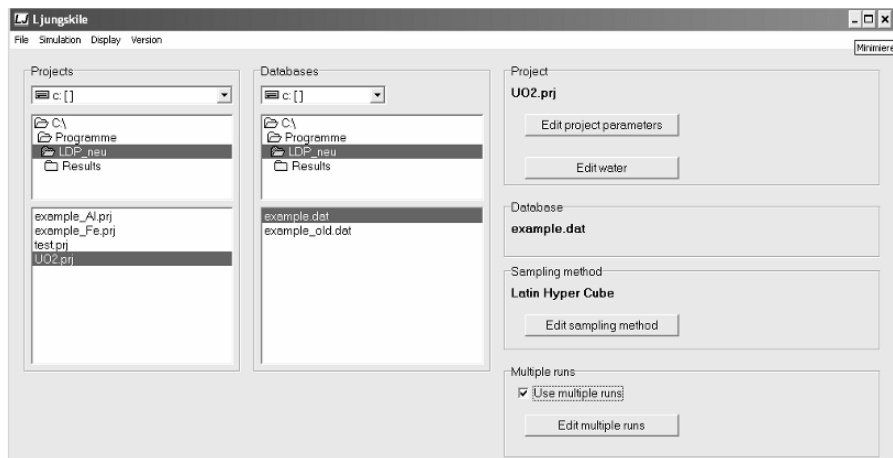 Ljungskile
File Simulation Display Version
Minimiere
Projects
c: []
C:\
Programme
LDP_neu
Results
example_Al.prj
example_Fe.prj
test.prj
UO2.prj
Databases
c: []
C:\
Programme
LDP_neu
Results
example.dat
example_old.dat
Project
UO2.prj
Edit project parameters
Edit water
Database
example.dat
Sampling method
Latin Hyper Cube
Edit sampling method
Multiple runs
Use multiple runs
Edit multiple runs